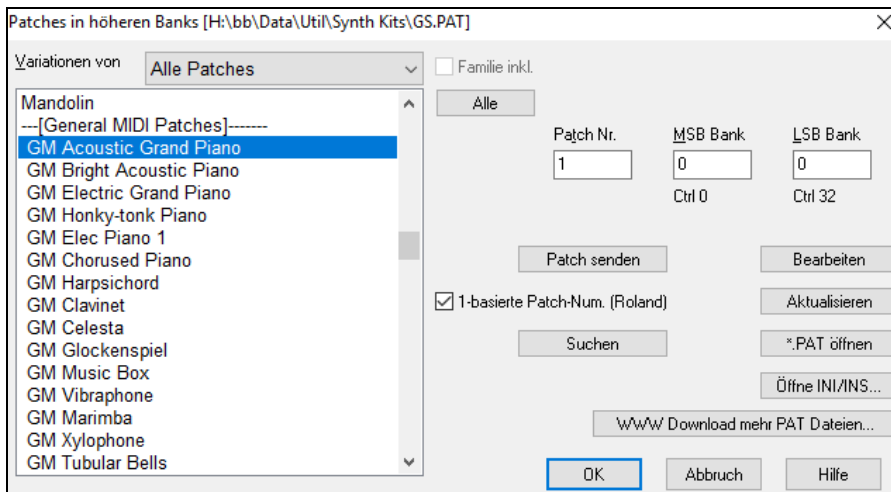 Patches in höheren Banks [H:\bb\Data\Util\Synth Kits\GS.PAT]
Variationen von
Alle Patches
Familie inkl.
Alle
Mandolin
---[General MIDI Patches]-------
GM Acoustic Grand Piano
GM Bright Acoustic Piano
GM Electric Grand Piano
GM Honky-tonk Piano
GM Elec Piano 1
GM Chorused Piano
GM Harpsichord
GM Clavinet
GM Celesta
GM Glockenspiel
GM Music Box
GM Vibraphone
GM Marimba
GM Xylophone
GM Tubular Bells
Patch Nr. MSB Bank LSB Bank
1 0 0
Ctrl 0 Ctrl 32
Patch senden Bearbeiten
1-basierte Patch-Num. (Roland) Aktualisieren
Suchen *.PAT öffnen
Öffne INI/INS...
WWW Download mehr PAT Dateien...
OK Abbruch Hilfe